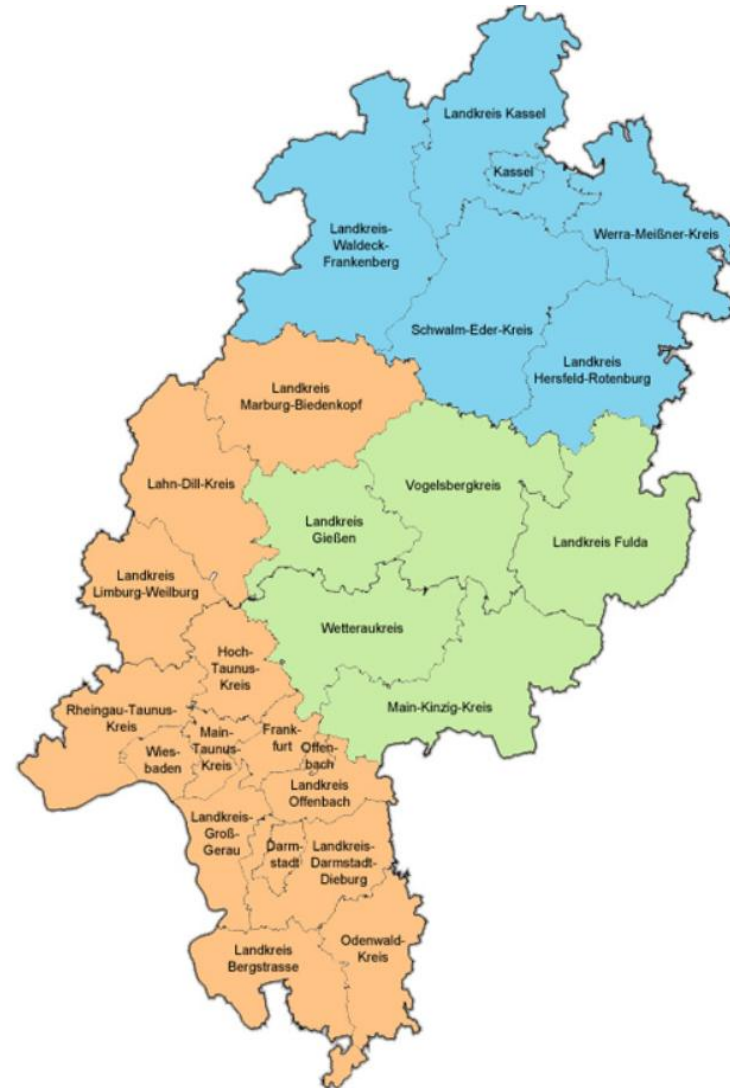 Landkreis Kassel
Kassel
Landkreis-
Waldeck-
Frankenberg
Werra-Meißner-Kreis
Schwalm-Eder-Kreis
Landkreis
Hersfeld-Rotenburg
Landkreis
Marburg-Biedenkopf
Lahn-Dill-Kreis
Vogelsbergkreis
Landkreis
Gießen
Landkreis Fulda
Landkreis
Limburg-Weilburg
Wetteraukreis
Hoch-
Taunus-
Kreis
Main-Kinzig-Kreis
Rheingau-Taunus-
Kreis
Wies-
baden
Main-
Taunus-
Kreis
Frank-
furt
Offen-
bach
Landkreis
Offenbach
Landkreis-
Groß-
Gerau
Darm-
stadt
Landkreis-
Darmstadt-
Dieburg
Odenwald-
Kreis
Landkreis
Bergstrasse